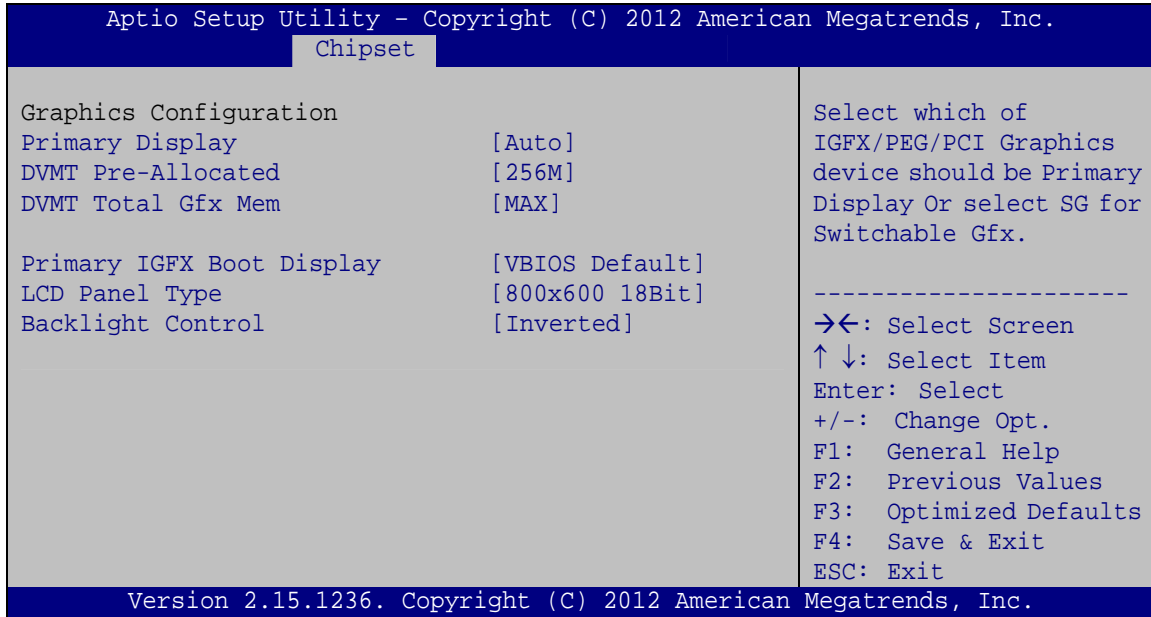 Aptio Setup Utility – Copyright (C) 2012 American Megatrends, Inc.
Chipset
Graphics Configuration
Primary Display [Auto]
DVMT Pre-Allocated [256M]
DVMT Total Gfx Mem [MAX]
Primary IGFX Boot Display [VBIOS Default]
LCD Panel Type [800x600 18Bit]
Backlight Control [Inverted]
Select which of
IGFX/PEG/PCI Graphics
device should be Primary
Display Or select SG for
Switchable Gfx.
----------------------
→←: Select Screen
↑ ↓: Select Item
Enter: Select
+/-: Change Opt.
F1: General Help
F2: Previous Values
F3: Optimized Defaults
F4: Save & Exit
ESC: Exit
Version 2.15.1236. Copyright (C) 2012 American Megatrends, Inc.